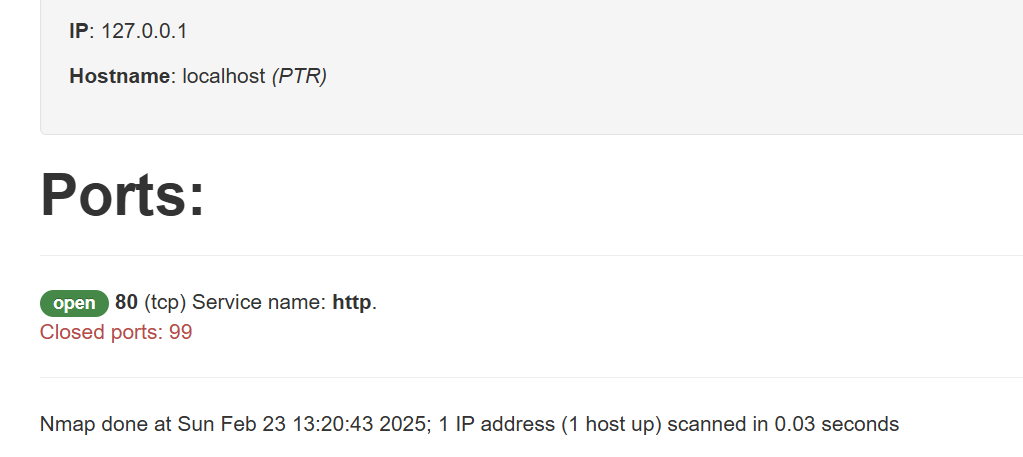 IP: 127.0.0.1
Hostname: localhost (PTR)
Ports:
open 80 (tcp) Service name: http.
Closed ports: 99
Nmap done at Sun Feb 23 13:20:43 2025; 1 IP address (1 host up) scanned in 0.03 seconds